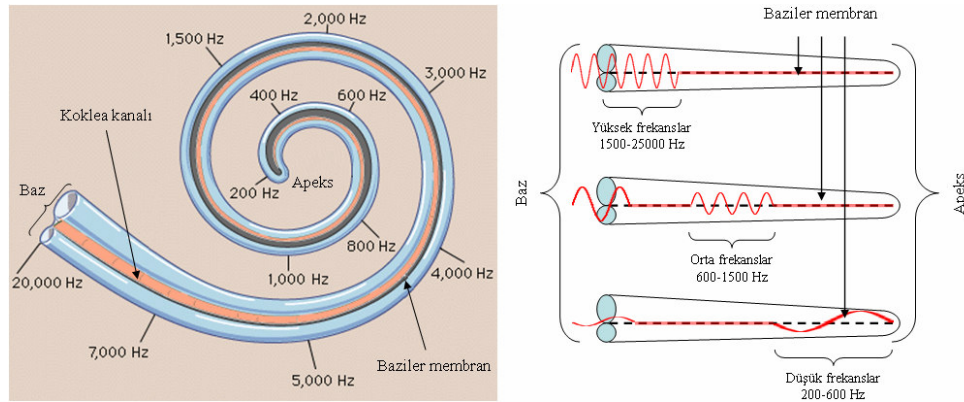 2,000 Hz
1,500 Hz
3,000 Hz
400 Hz
600 Hz
Koklea kanalı
200 Hz
Apeks
Baz
800 Hz
4,000 Hz
1,000 Hz
20,000 Hz
7,000 Hz
Baziler membran
5,000 Hz
Baziler membran
Yüksek frekanslar
1500-25000 Hz
Baz
Apeks
Orta frekanslar
600-1500 Hz
Düşük frekanslar
200-600 Hz